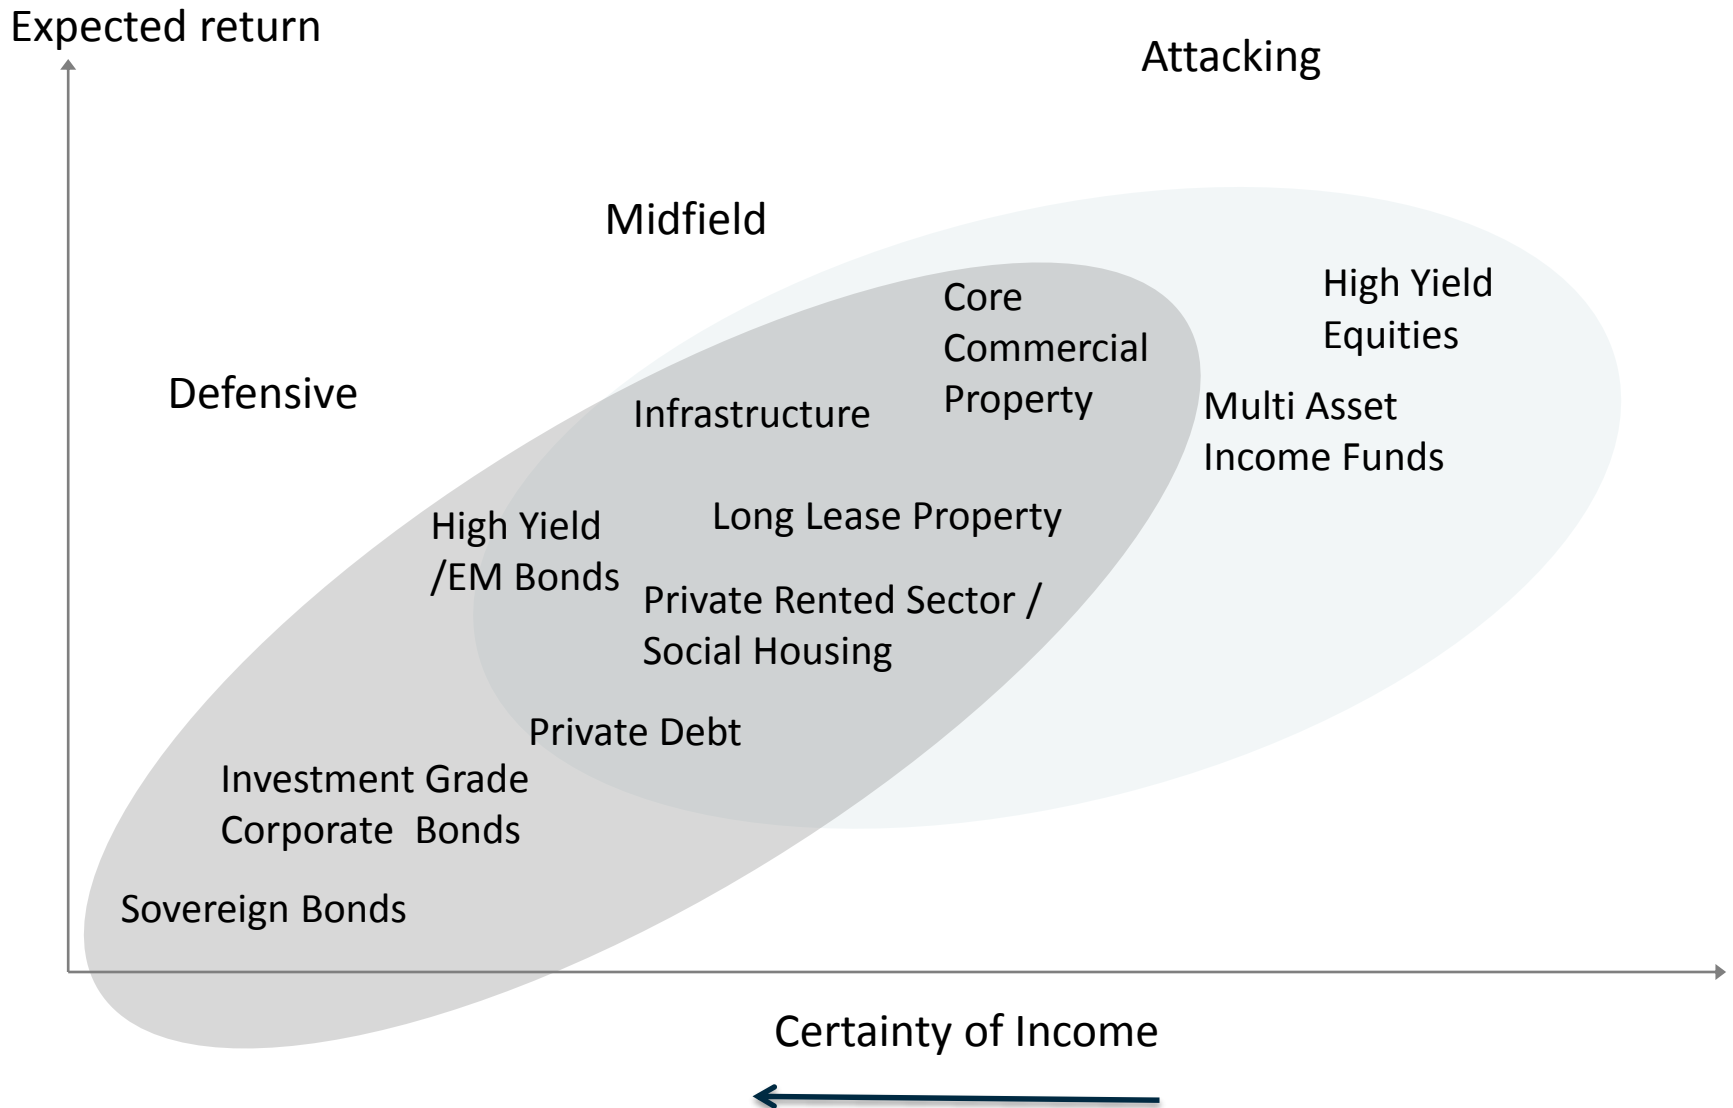 Expected return
Attacking
Midfield
Defensive
High Yield
Equities
Core
Commercial
Property
Multi Asset
Income Funds
Infrastructure
High Yield
/EM Bonds
Long Lease Property
Private Rented Sector /
Social Housing
Private Debt
Investment Grade
Corporate  Bonds
Sovereign Bonds
Certainty of Income